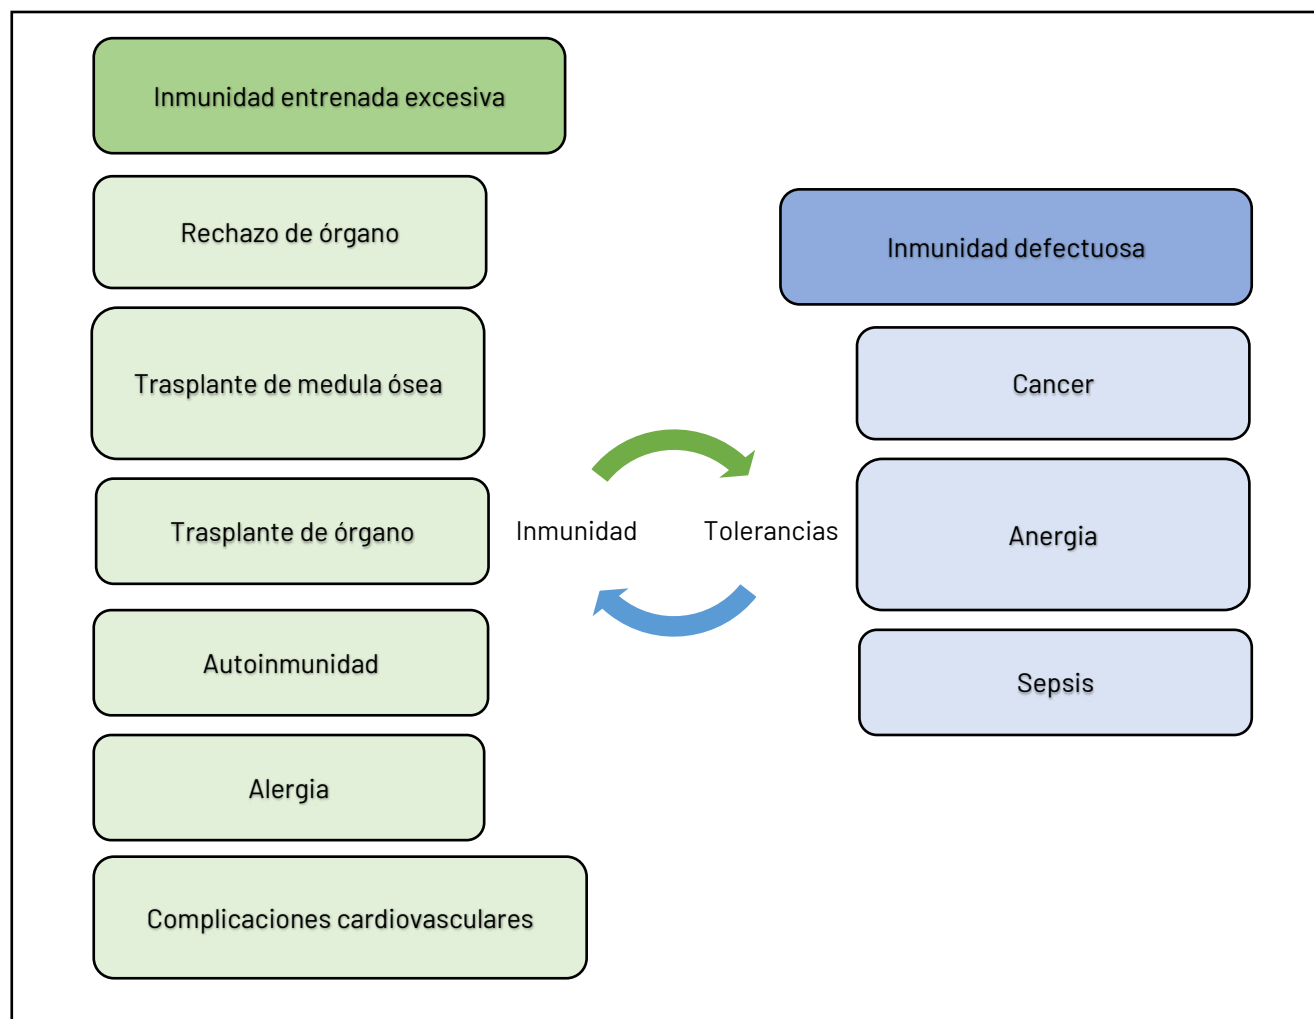 Inmunidad entrenada excesiva
Rechazo de órgano
Trasplante de medula ósea
Trasplante de órgano
Autoinmunidad
Alergia
Complicaciones cardiovasculares
Inmunidad
Tolerancias
Inmunidad defectuosa
Cancer
Anergia
Sepsis